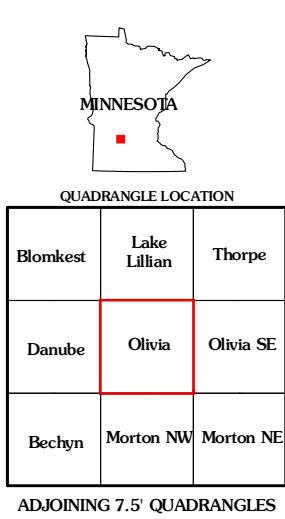 MINNESOTA
QUADRANGLE LOCATION
Blomkest
Lake
Lillian
Thorpe
Danube
Olivia
Olivia SE
Bechyn
Morton NW
Morton NE
ADJOINING 7.5' QUADRANGLES